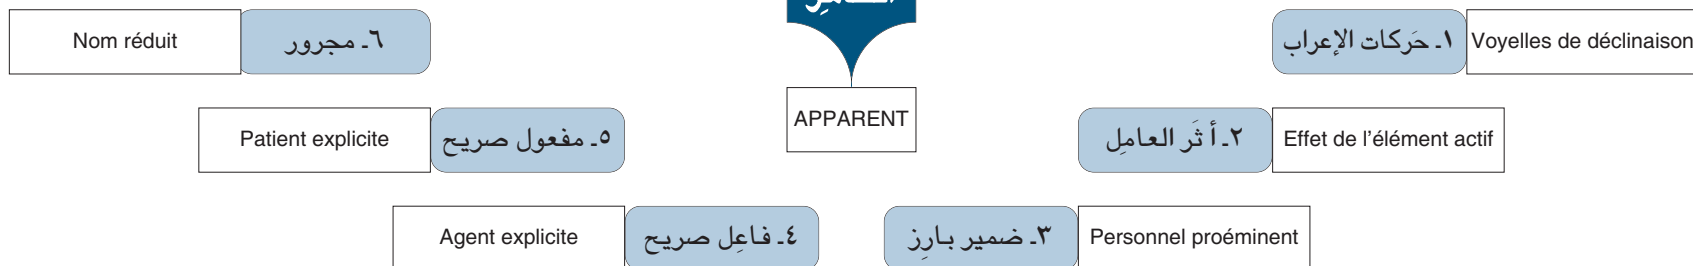 APPARENT
١ـ حَركات الإعراب
Voyelles de déclinaison
٢ـ أثَر العامِل
Effet de l'élément actif
٣ـ ضمير بارِز
Personnel proéminent
٤ـ فاعِل صريح
Agent explicite
٥ـ مفعول صريح
Patient explicite
٦ـ مجرور
Nom réduit